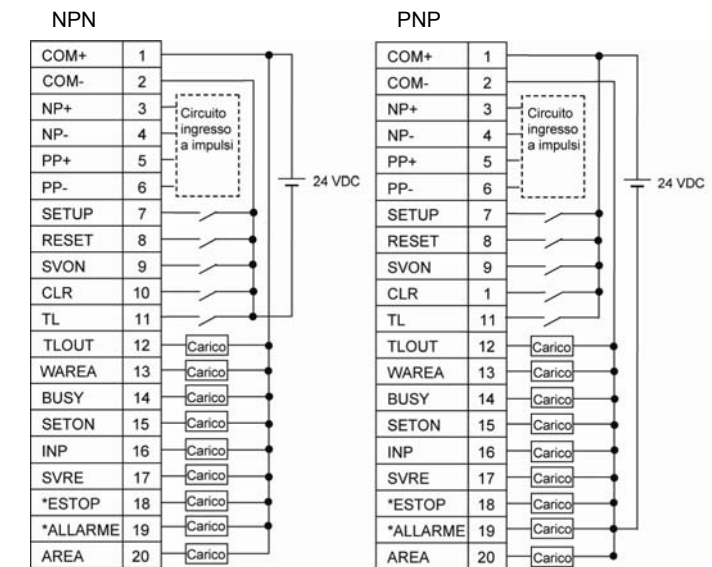 NPN
COM+ 1
COM- 2
NP+ 3
NP- 4
PP+ 5
PP- 6
SETUP 7
RESET 8
SVON 9
CLR 10
TL 11
TLOUT 12
WAREA 13
BUSY 14
SETON 15
INP 16
SVRE 17
*ESTOP 18
*ALLARME 19
AREA 20
Circuito
ingresso
a impulsi
24 VDC
Carico
Carico
Carico
Carico
Carico
Carico
Carico
Carico
Carico
PNP
COM+ 1
COM- 2
NP+ 3
NP- 4
PP+ 5
PP- 6
SETUP 7
RESET 8
SVON 9
CLR 1
TL 11
TLOUT 12
WAREA 13
BUSY 14
SETON 15
INP 16
SVRE 17
*ESTOP 18
*ALLARME 19
AREA 20
Circuito
ingresso
a impulsi
24 VDC
Carico
Carico
Carico
Carico
Carico
Carico
Carico
Carico
Carico